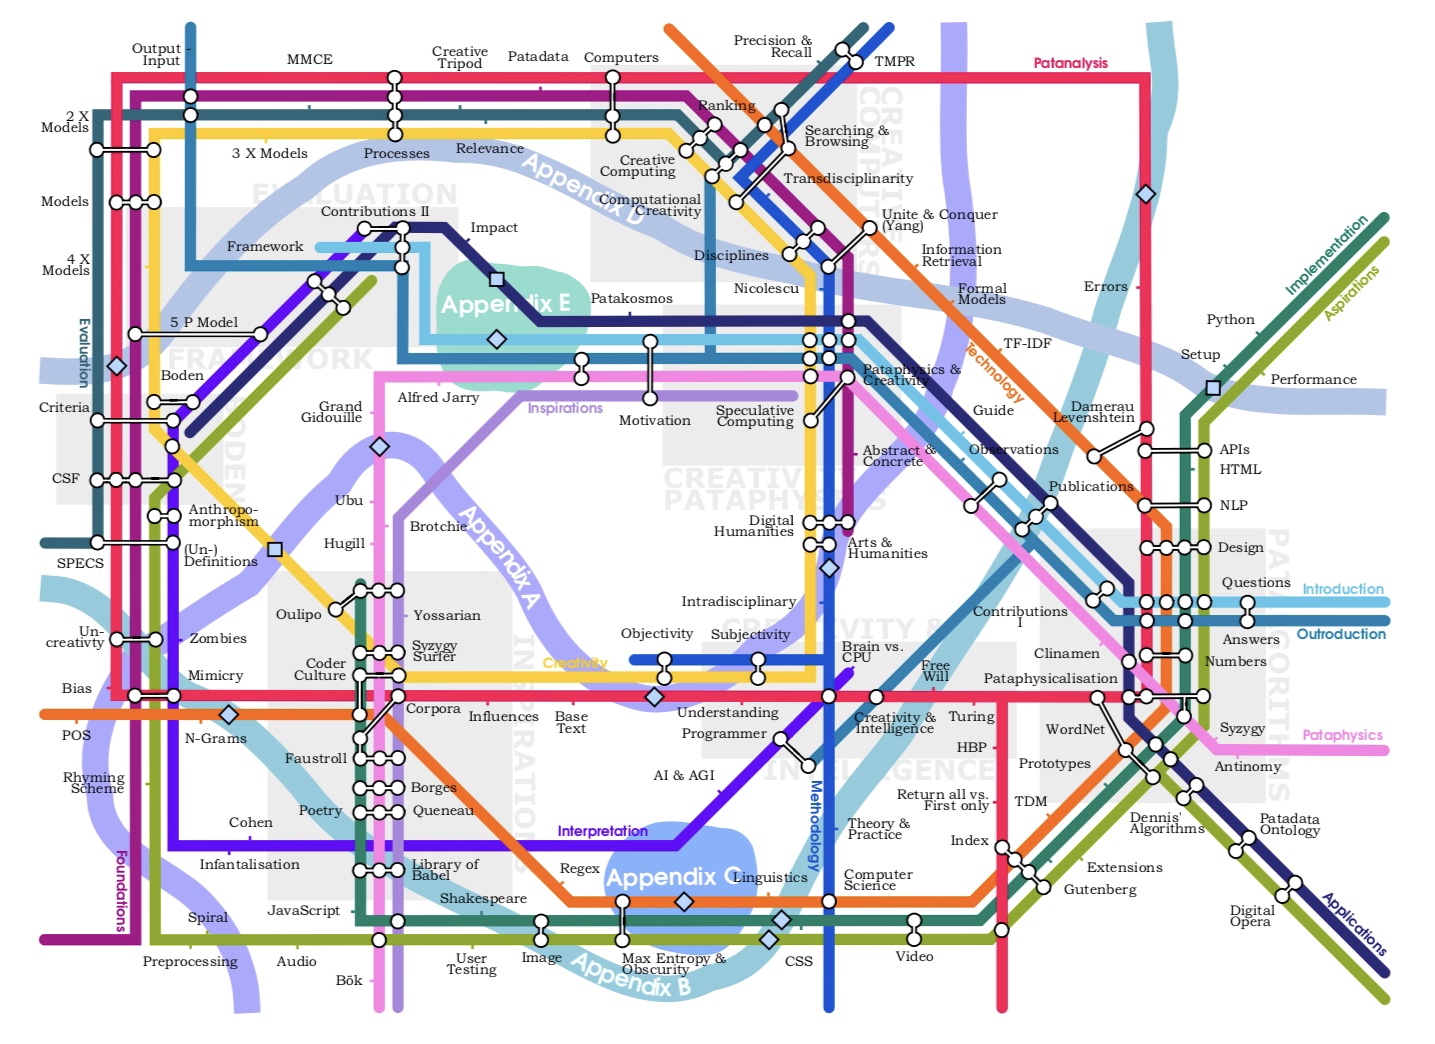 Output -
Input
MMCE
Creative
Tripod
Patadata
Computers
Precision &
Recall
TMPR
Patanalysis
2 X
Models
3 X Models
Processes
Relevance
Ranking
Searching &
Browsing
Creative
Computing
Transdisciplinarity
CREATIVE
COMPUTERS
Appendix D
EVALUATION
Models
Computational
Creativity
Contributions II
Impact
Framework
Unite & Conquer
(Yang)
Information
Retrieval
Implementation
Aspirations
4 X
Models
Disciplines
Nicolescu
Formal
Models
Errors
Appendix E
Patakosmos
5 P Model
FRAMEWORK
Evaluation
TF-IDF
Python
Setup
Technology
Boden
BODEN
Criteria
Grand
Gidouille
Alfred Jarry
Inspirations
Motivation
Speculative
Computing
Pataphysics &
Creativity
Guide
Damerau
Levenshtein
Performance
Abstract &
Concrete
Observations
APIs
HTML
CREATIVITY
PATAPHYSICS
CSF
Anthropo-
morphism
Ubu
Brotchie
Publications
NLP
Appendix A
Digital
Humanities
Arts &
Humanities
Hugill
(Un-)
Definitions
SPECS
Design
Questions
Introduction
Oulipo
Yossarian
Intradisciplinary
Contributions
I
Outroduction
Answers
Un-
creativty
Zombies
Objectivity
Subjectivity
CREATIVITY &
INTELLIGENCE
Brain vs.
CPU
Syzygy
Surfer
Coder
Culture
Creativity
Clinamen
Numbers
PATALGORITHMS
Mimicry
Bias
Free
Will
Pataphysicalisation
Corpora
Influences
Base
Text
Understanding
Creativity &
Intelligence
Turing
WordNet
Syzygy
Pataphysics
POS
N-Grams
Programmer
HBP
Antinomy
Faustroll
INSPIRATIONS
AI & AGI
Prototypes
Rhyming
Scheme
Borges
Poetry
Queneau
Return all vs.
First only
TDM
Methodology
Cohen
Interpretation
Theory &
Practice
Dennis'
Algorithms
Patadata
Ontology
Infantalisation
Index
Foundations
Library of
Babel
Regex
Appendix C
Linguistics
Computer
Science
Extensions
Gutenberg
Shakespeare
JavaScript
Spiral
Digital
Opera
Applications
Preprocessing
Audio
User
Testing
Image
Max Entropy &
Obscurity
CSS
Video
Appendix B
Bök